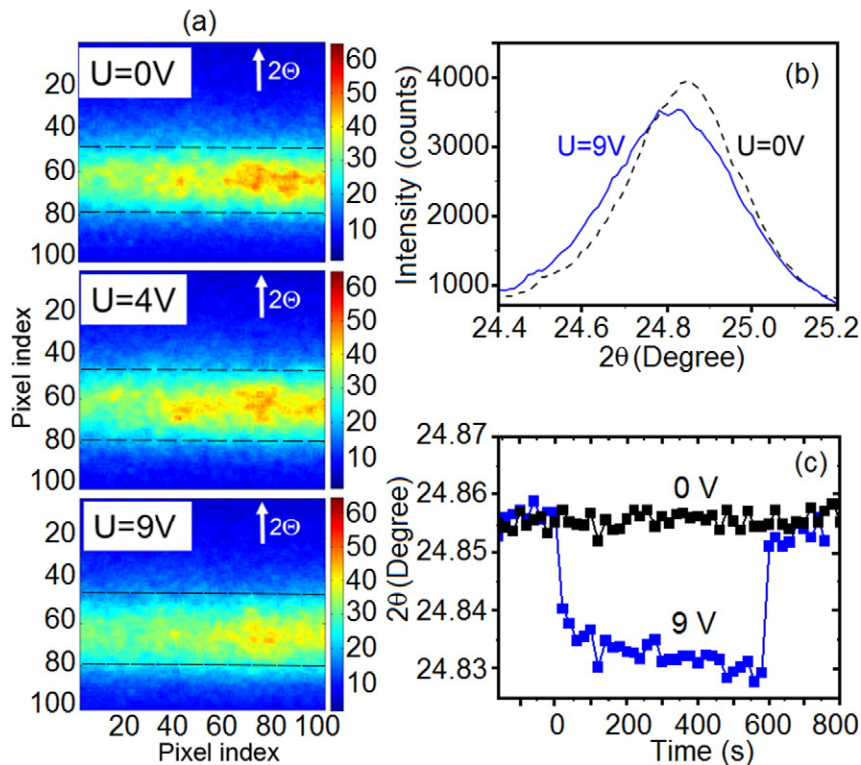 (a)
U=0V
2Θ
20
40
60
80
100
60
50
40
30
20
10
U=4V
2Θ
20
40
60
80
100
60
50
40
30
20
10
U=9V
2Θ
20
40
60
80
100
60
50
40
30
20
10
20 40 60 80 100
Pixel index
Pixel index
(b)
4000
3000
2000
1000
Intensity (counts)
U=9V
U=0V
24.4 24.6 24.8 25.0 25.2
2θ (Degree)
(c)
24.87
24.86
24.85
24.84
24.83
2θ (Degree)
0 V
9 V
0 200 400 600 800
Time (s)